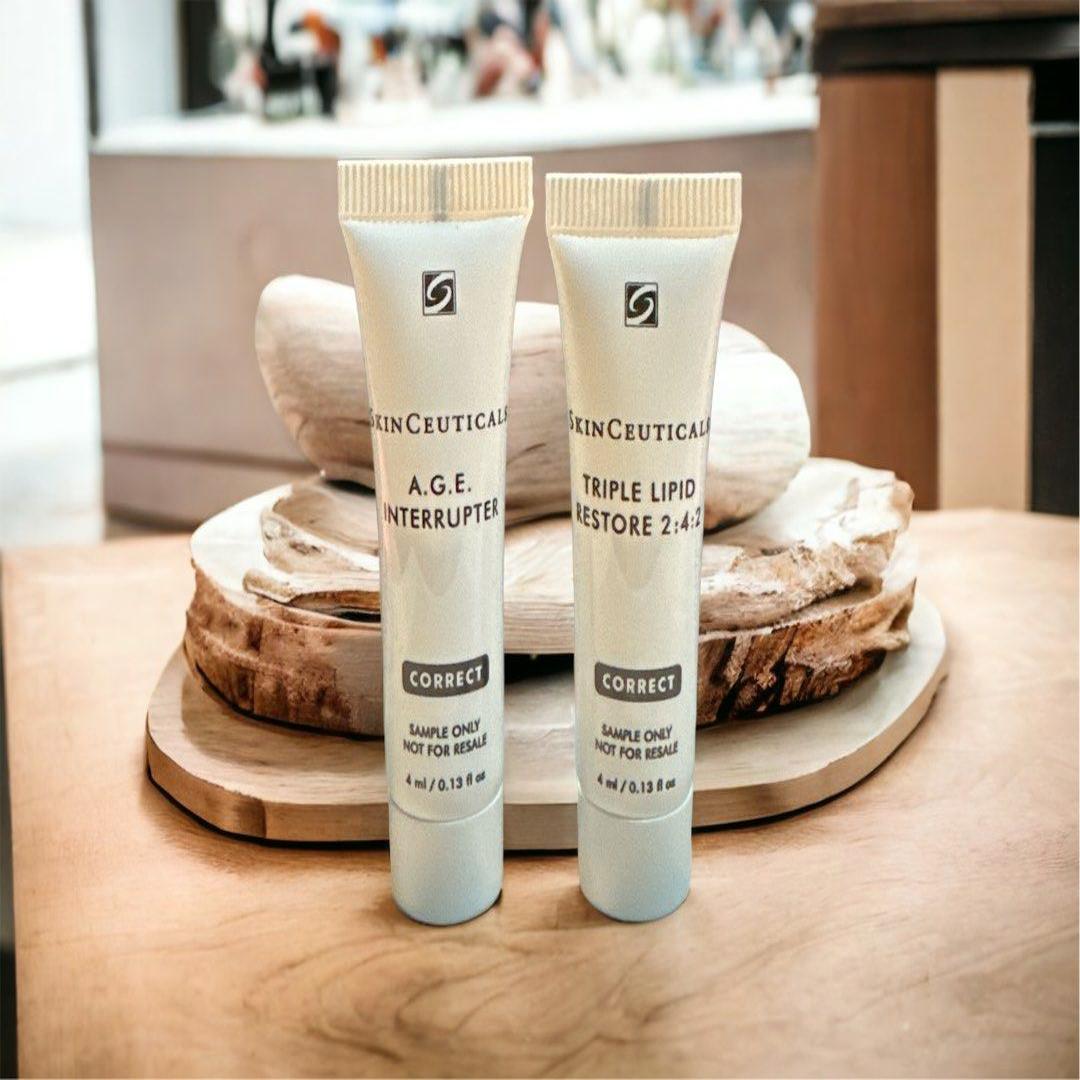 SKINCEUTICALS
A.G.E.
INTERRUPTER
CORRECT
SAMPLE ONLY
NOT FOR RESALE
4 ml / 0.13 fl oz
SKINCEUTICALS
TRIPLE LIPID
RESTORE 2:4:2
CORRECT
SAMPLE ONLY
NOT FOR RESALE
4 ml / 0.13 fl oz